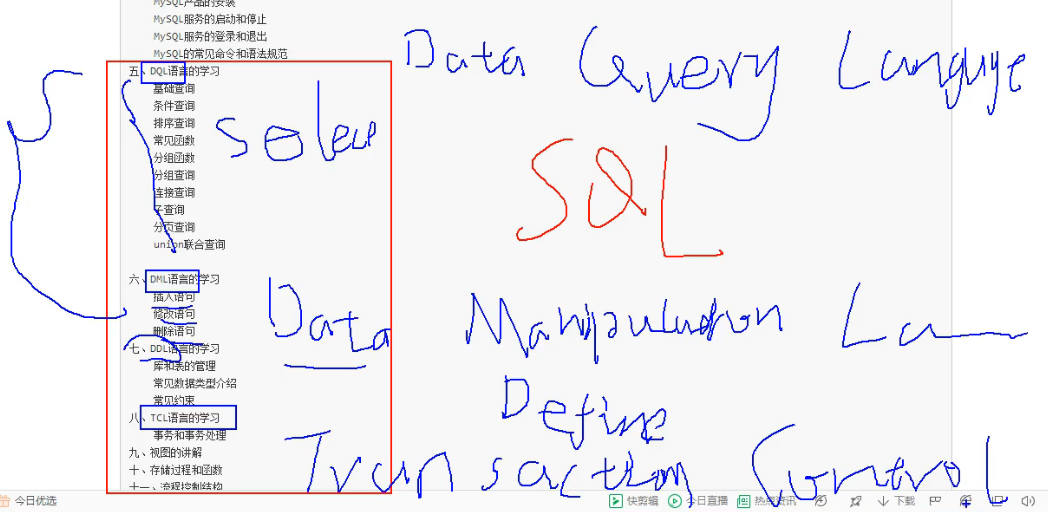 MySQL产品的安装
MySQL服务的启动和停止
MySQL服务的登录和退出
MySQL的常见命令和语法规范
五、DQL语言的学习
基础查询
条件查询
排序查询
常见函数
分组函数
分组查询
连接查询
子查询
分页查询
union联合查询
六、DML语言的学习
插入语句
修改语句
删除语句
七、DDL语言的学习
库和表的管理
常见数据类型介绍
常见约束
八、TCL语言的学习
事务和事务处理
九、视图的讲解
十、存储过程和函数
十一、流程控制结构
Data Query
SQL
Data La
Define
Transaction Control
今日优选
快剪辑 今日直播 热点资讯 下载